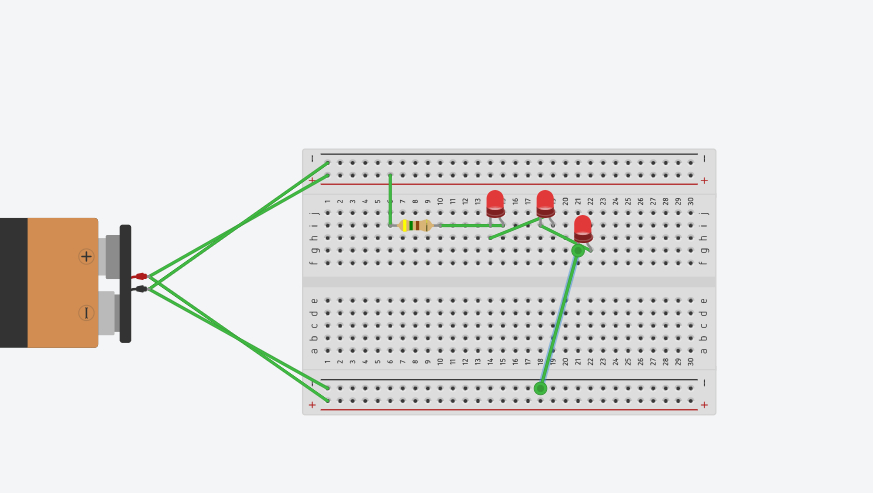 − −
+ +
1 2 3 4 5 6 7 8 9 10 11 12 13 14 15 16 17 18 19 20 21 22 23 24 25 26 27 28 29 30
j j
i i
h h
g g
f f
+
−
e e
d d
c c
b b
a a
1 2 3 4 5 6 7 8 9 10 11 12 13 14 15 16 17 18 19 20 21 22 23 24 25 26 27 28 29 30
− −
+ +